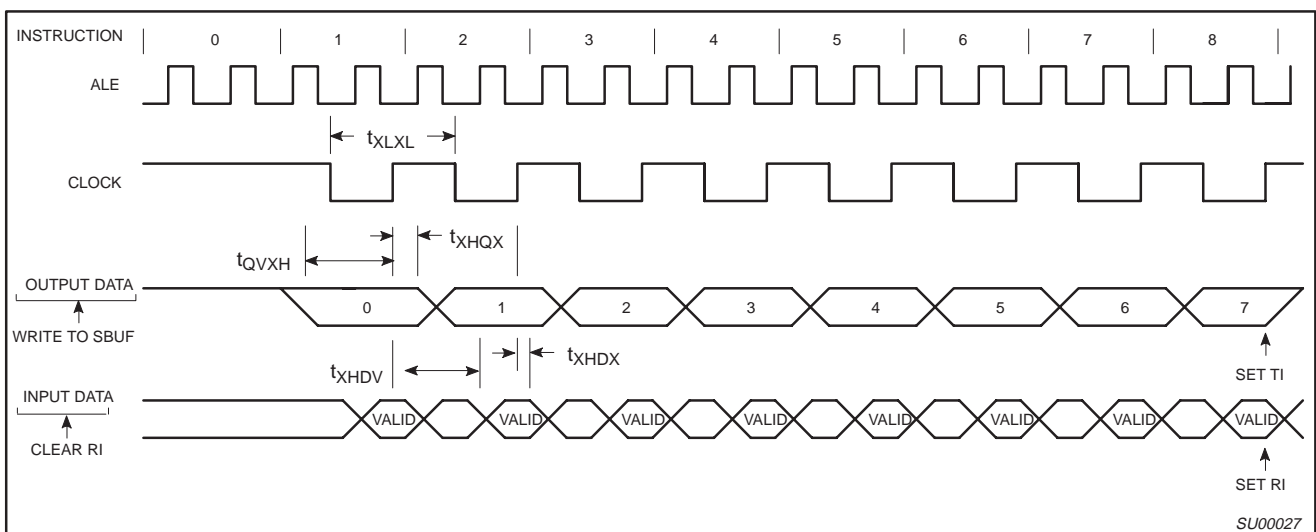 INSTRUCTION 0 1 2 3 4 5 6 7 8
ALE
tXLXL
CLOCK
tQVXH
tXHQX
OUTPUT DATA
0 1 2 3 4 5 6 7
WRITE TO SBUF
tXHDV
tXHDX
SET TI
INPUT DATA
VALID VALID VALID VALID VALID VALID VALID VALID
CLEAR RI
SET RI
SU00027